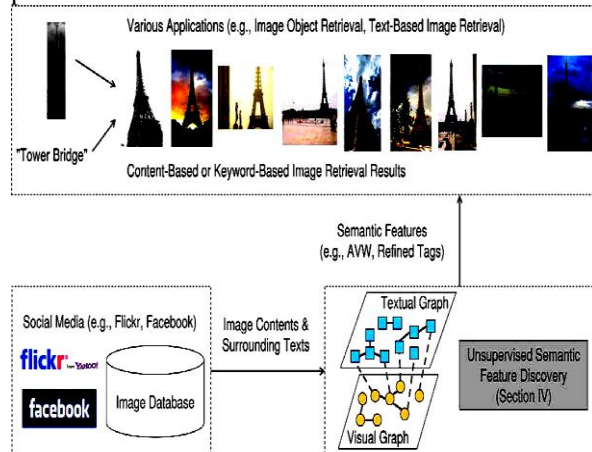 Various Applications (e.g., Image Object Retrieval, Text-Based Image Retrieval)
"Tower Bridge"
Content-Based or Keyword-Based Image Retrieval Results
Semantic Features
(e.g., AVW, Refined Tags)
Social Media (e.g., Flickr, Facebook)
flickr from YAHOO!
facebook
Image Database
Image Contents &
Surrounding Texts
Textual Graph
Visual Graph
Unsupervised Semantic
Feature Discovery
(Section IV)